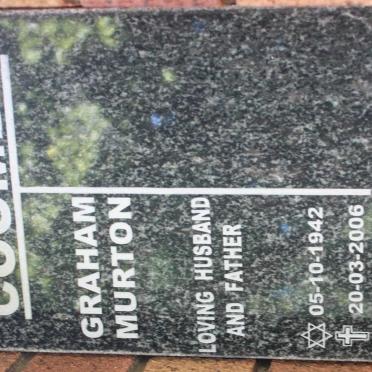 GRAHAM
MURTON
LOVING HUSBAND
AND FATHER
05-10-1942
20-03-2006